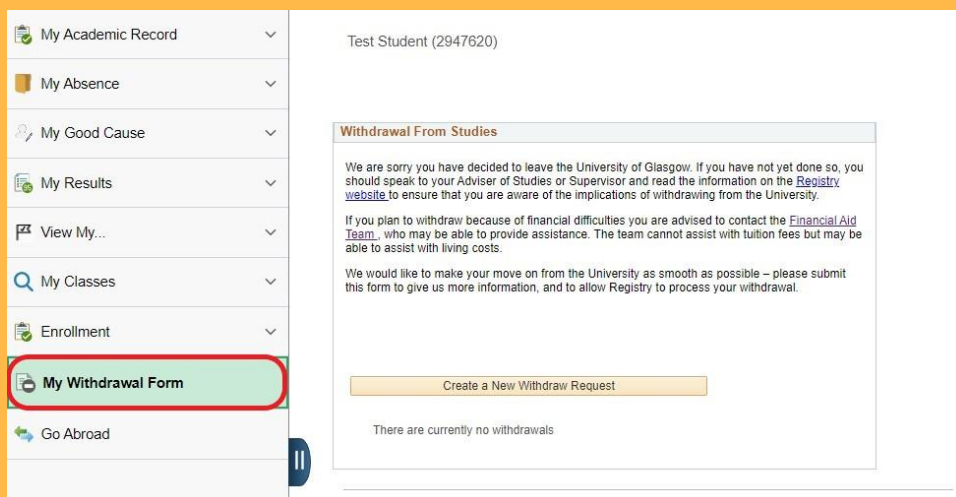 My Academic Record
My Absence
My Good Cause
My Results
View My...
My Classes
Enrollment
My Withdrawal Form
Go Abroad
Test Student (2947620)
Withdrawal From Studies
We are sorry you have decided to leave the University of Glasgow. If you have not yet done so, you
should speak to your Adviser of Studies or Supervisor and read the information on the Registry
website to ensure that you are aware of the implications of withdrawing from the University.
If you plan to withdraw because of financial difficulties you are advised to contact the Financial Aid
Team , who may be able to provide assistance. The team cannot assist with tuition fees but may be
able to assist with living costs.
We would like to make your move on from the University as smooth as possible – please submit
this form to give us more information, and to allow Registry to process your withdrawal.
Create a New Withdraw Request
There are currently no withdrawals